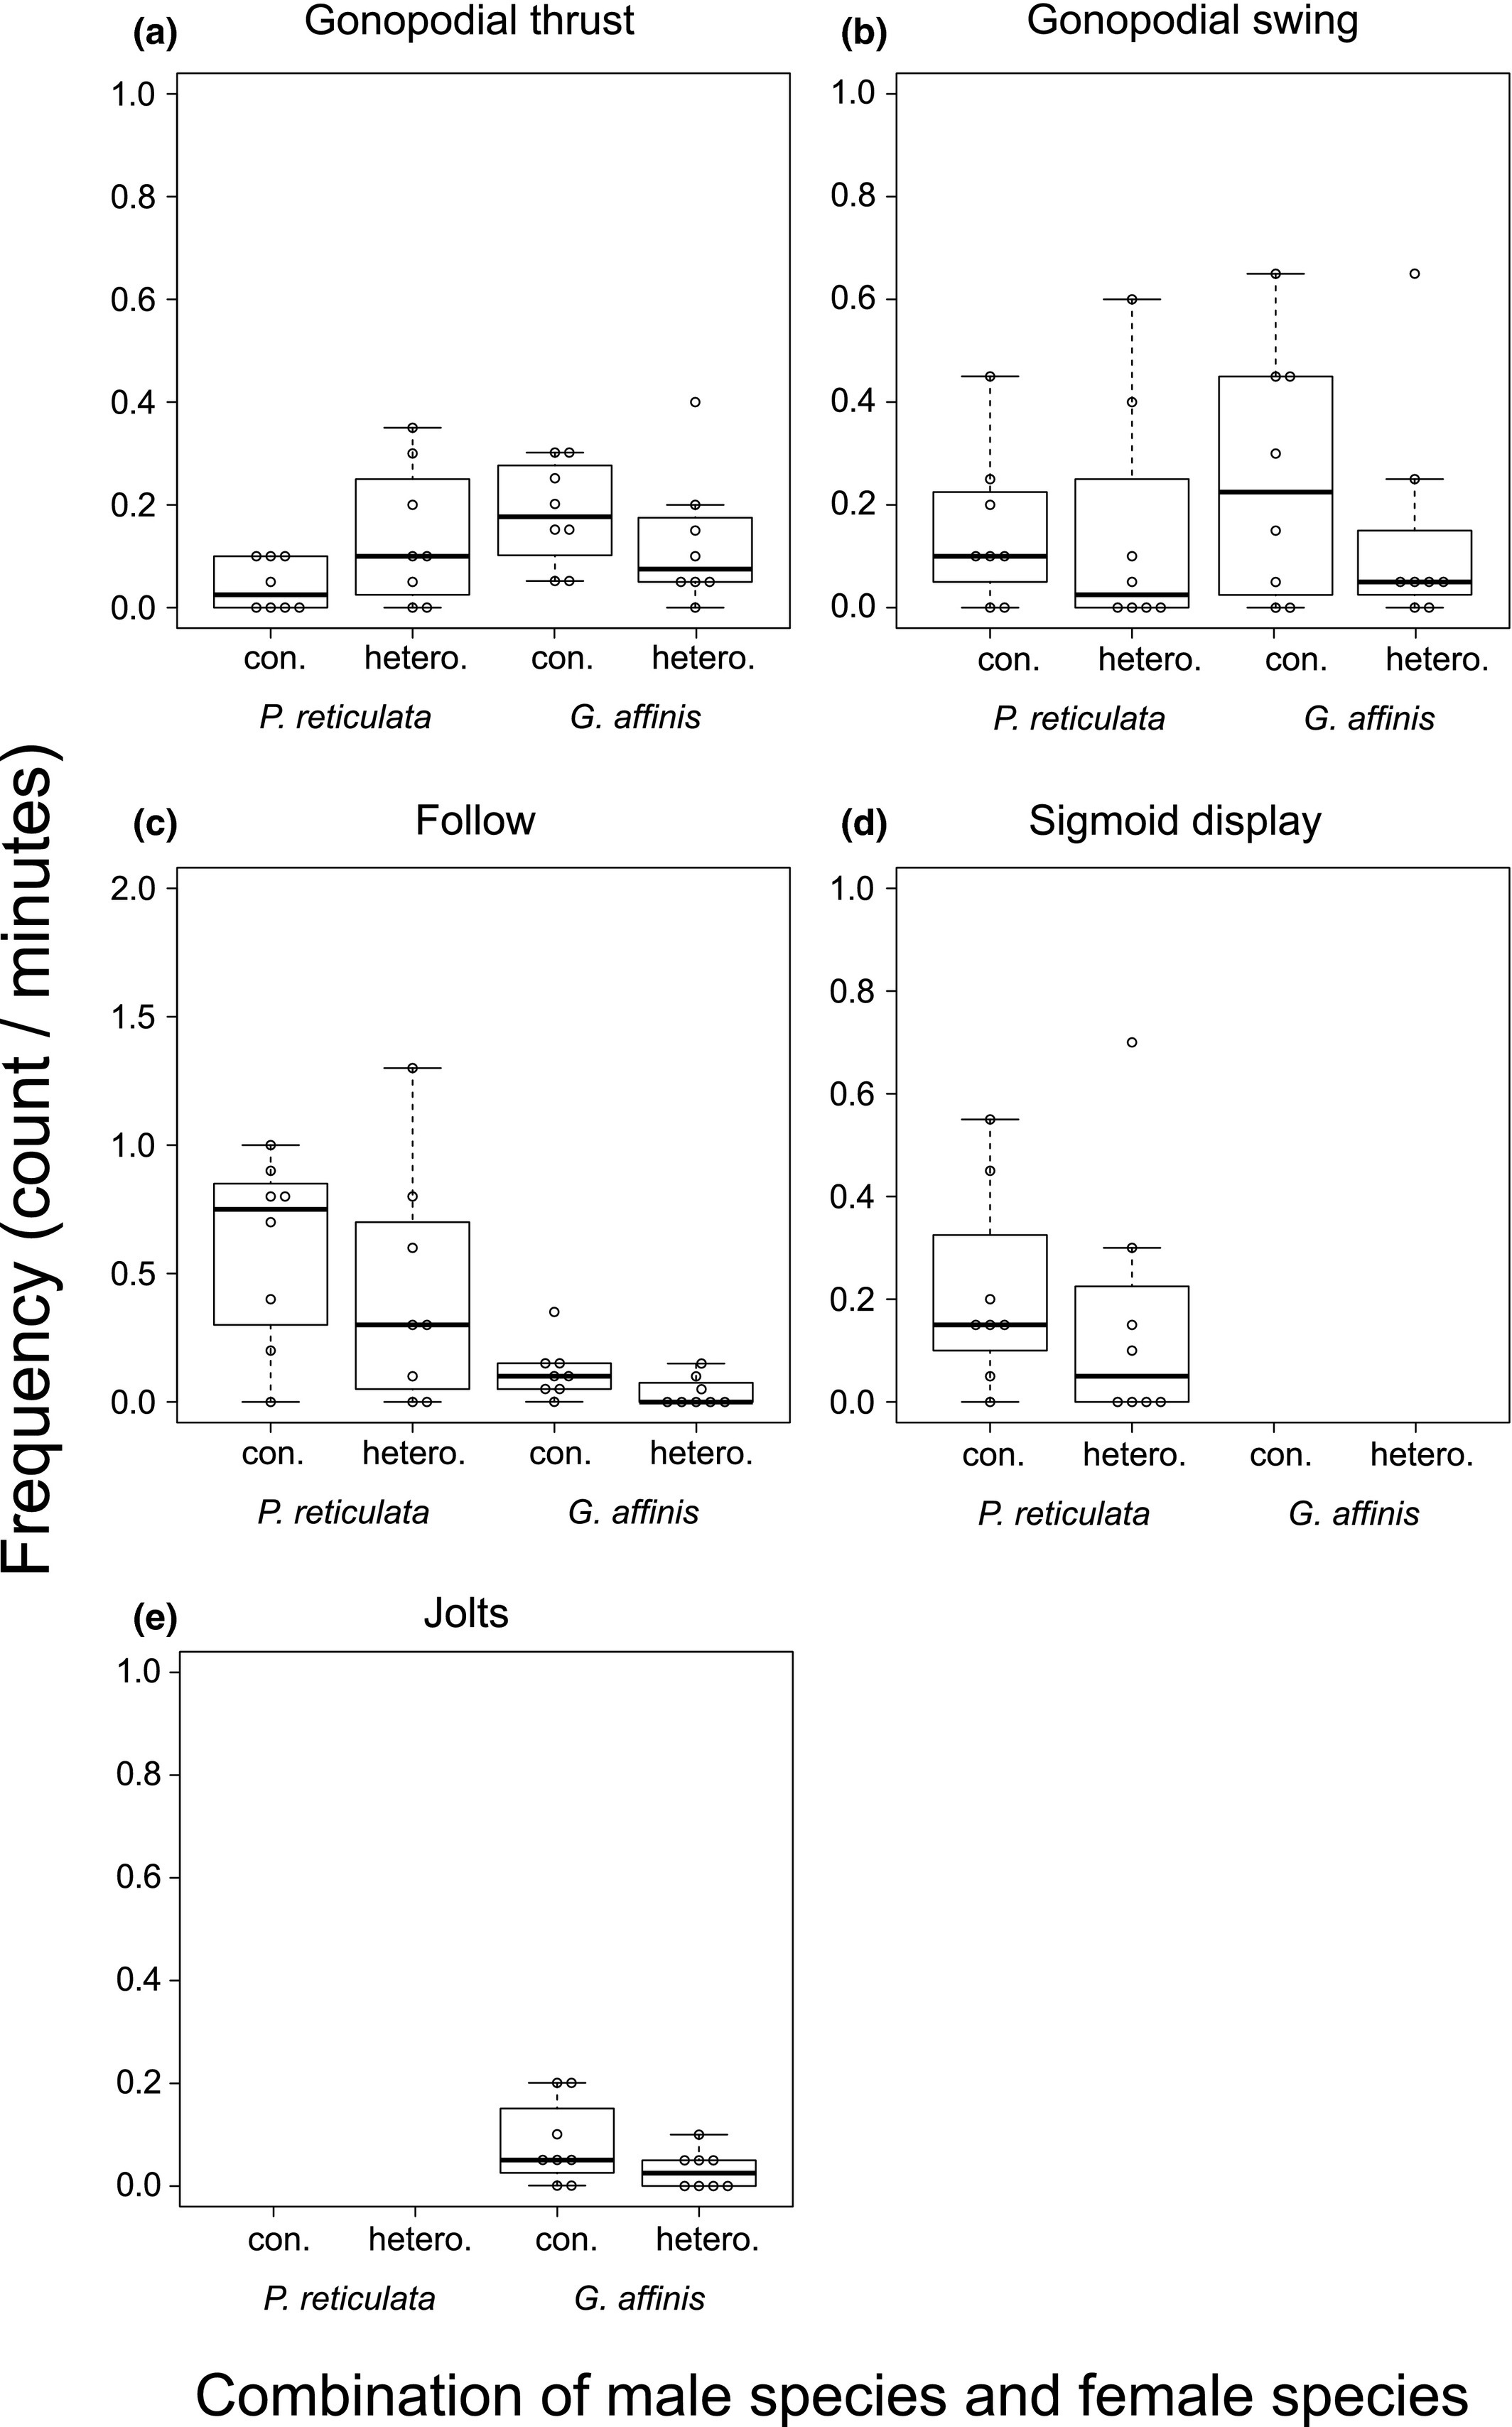 (a) Gonopodial thrust
1.0
0.8
0.6
0.4
0.2
0.0
con. hetero. con. hetero.
P. reticulata G. affinis
(b) Gonopodial swing
1.0
0.8
0.6
0.4
0.2
0.0
con. hetero. con. hetero.
P. reticulata G. affinis
Frequency (count / minutes)
(c) Follow
2.0
1.5
1.0
0.5
0.0
con. hetero. con. hetero.
P. reticulata G. affinis
(d) Sigmoid display
1.0
0.8
0.6
0.4
0.2
0.0
con. hetero. con. hetero.
P. reticulata G. affinis
(e) Jolts
1.0
0.8
0.6
0.4
0.2
0.0
con. hetero. con. hetero.
P. reticulata G. affinis
Combination of male species and female species